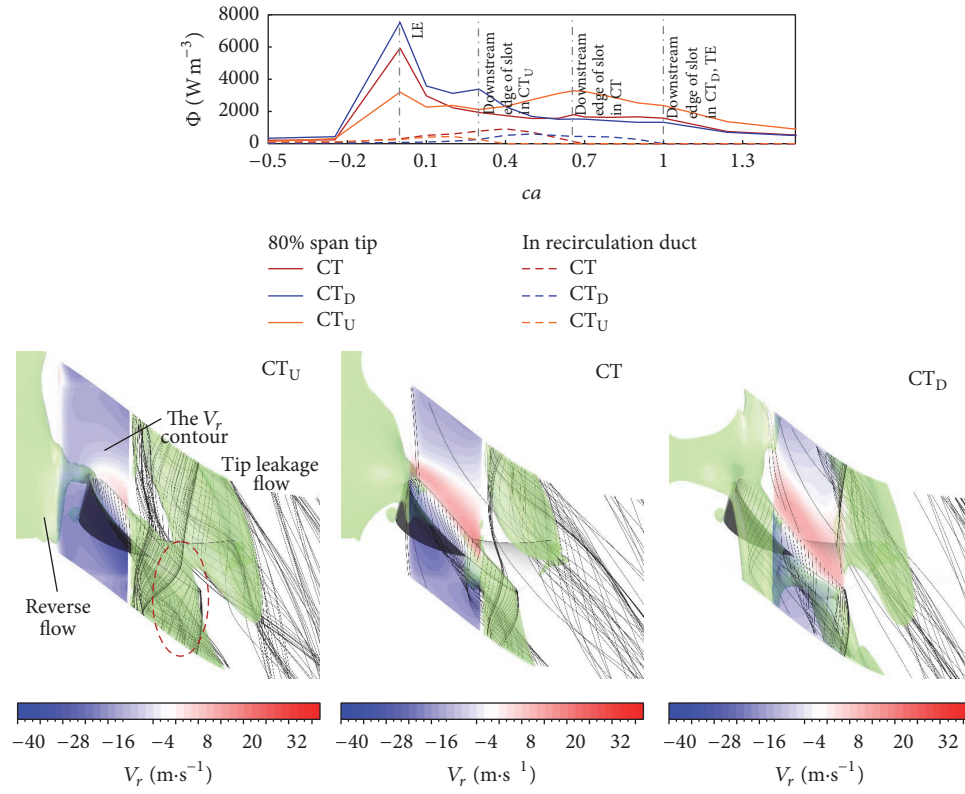 8000
6000
4000
2000
0
Φ (W m⁻³)
LE
Downstream
edge of slot
in CT_U
Downstream
edge of slot
in CT
Downstream
edge of slot
in CT_D, TE
−0.5 −0.2 0.1 0.4 0.7 1 1.3
ca
80% span tip
CT
CT_D
CT_U
In recirculation duct
CT
CT_D
CT_U
CT_U
The V_r
contour
Tip leakage
flow
Reverse
flow
CT
CT_D
−40 −28 −16 −4 8 20 32
V_r (m·s⁻¹)
−40 −28 −16 −4 8 20 32
V_r (m·s ¹)
−40 −28 −16 −4 8 20 32
V_r (m·s⁻¹)